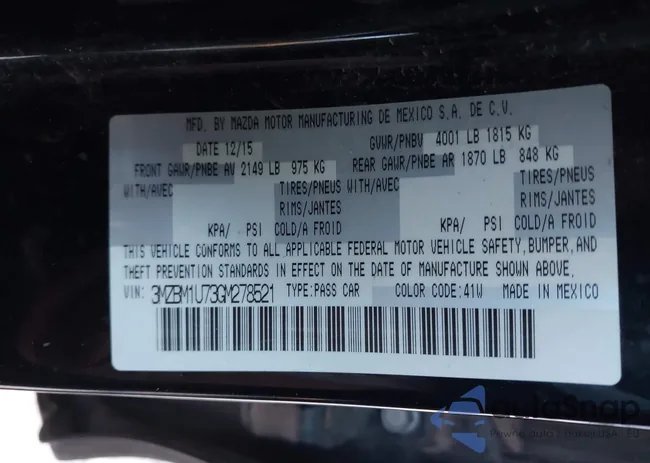 MFD. BY MAZDA MOTOR MANUFACTURING DE MEXICO S.A. DE C.V.
DATE 12/15 GVWR/PNBV 4001 LB 1815 KG
FRONT GAWR/PNBE AV 2149 LB 975 KG REAR GAWR/PNBE AR 1870 LB 848 KG
WITH/AVEC TIRES/PNEUS WITH/AVEC TIRES/PNEUS
RIMS/JANTES RIMS/JANTES
KPA/ PSI COLD/A FROID KPA/ PSI COLD/A FROID
THIS VEHICLE CONFORMS TO ALL APPLICABLE FEDERAL MOTOR VEHICLE SAFETY, BUMPER, AND
THEFT PREVENTION STANDARDS IN EFFECT ON THE DATE OF MANUFACTURE SHOWN ABOVE.
VIN: 3MZBM1U73GM278521 TYPE:PASS CAR COLOR CODE:41W MADE IN MEXICO
autaSnap